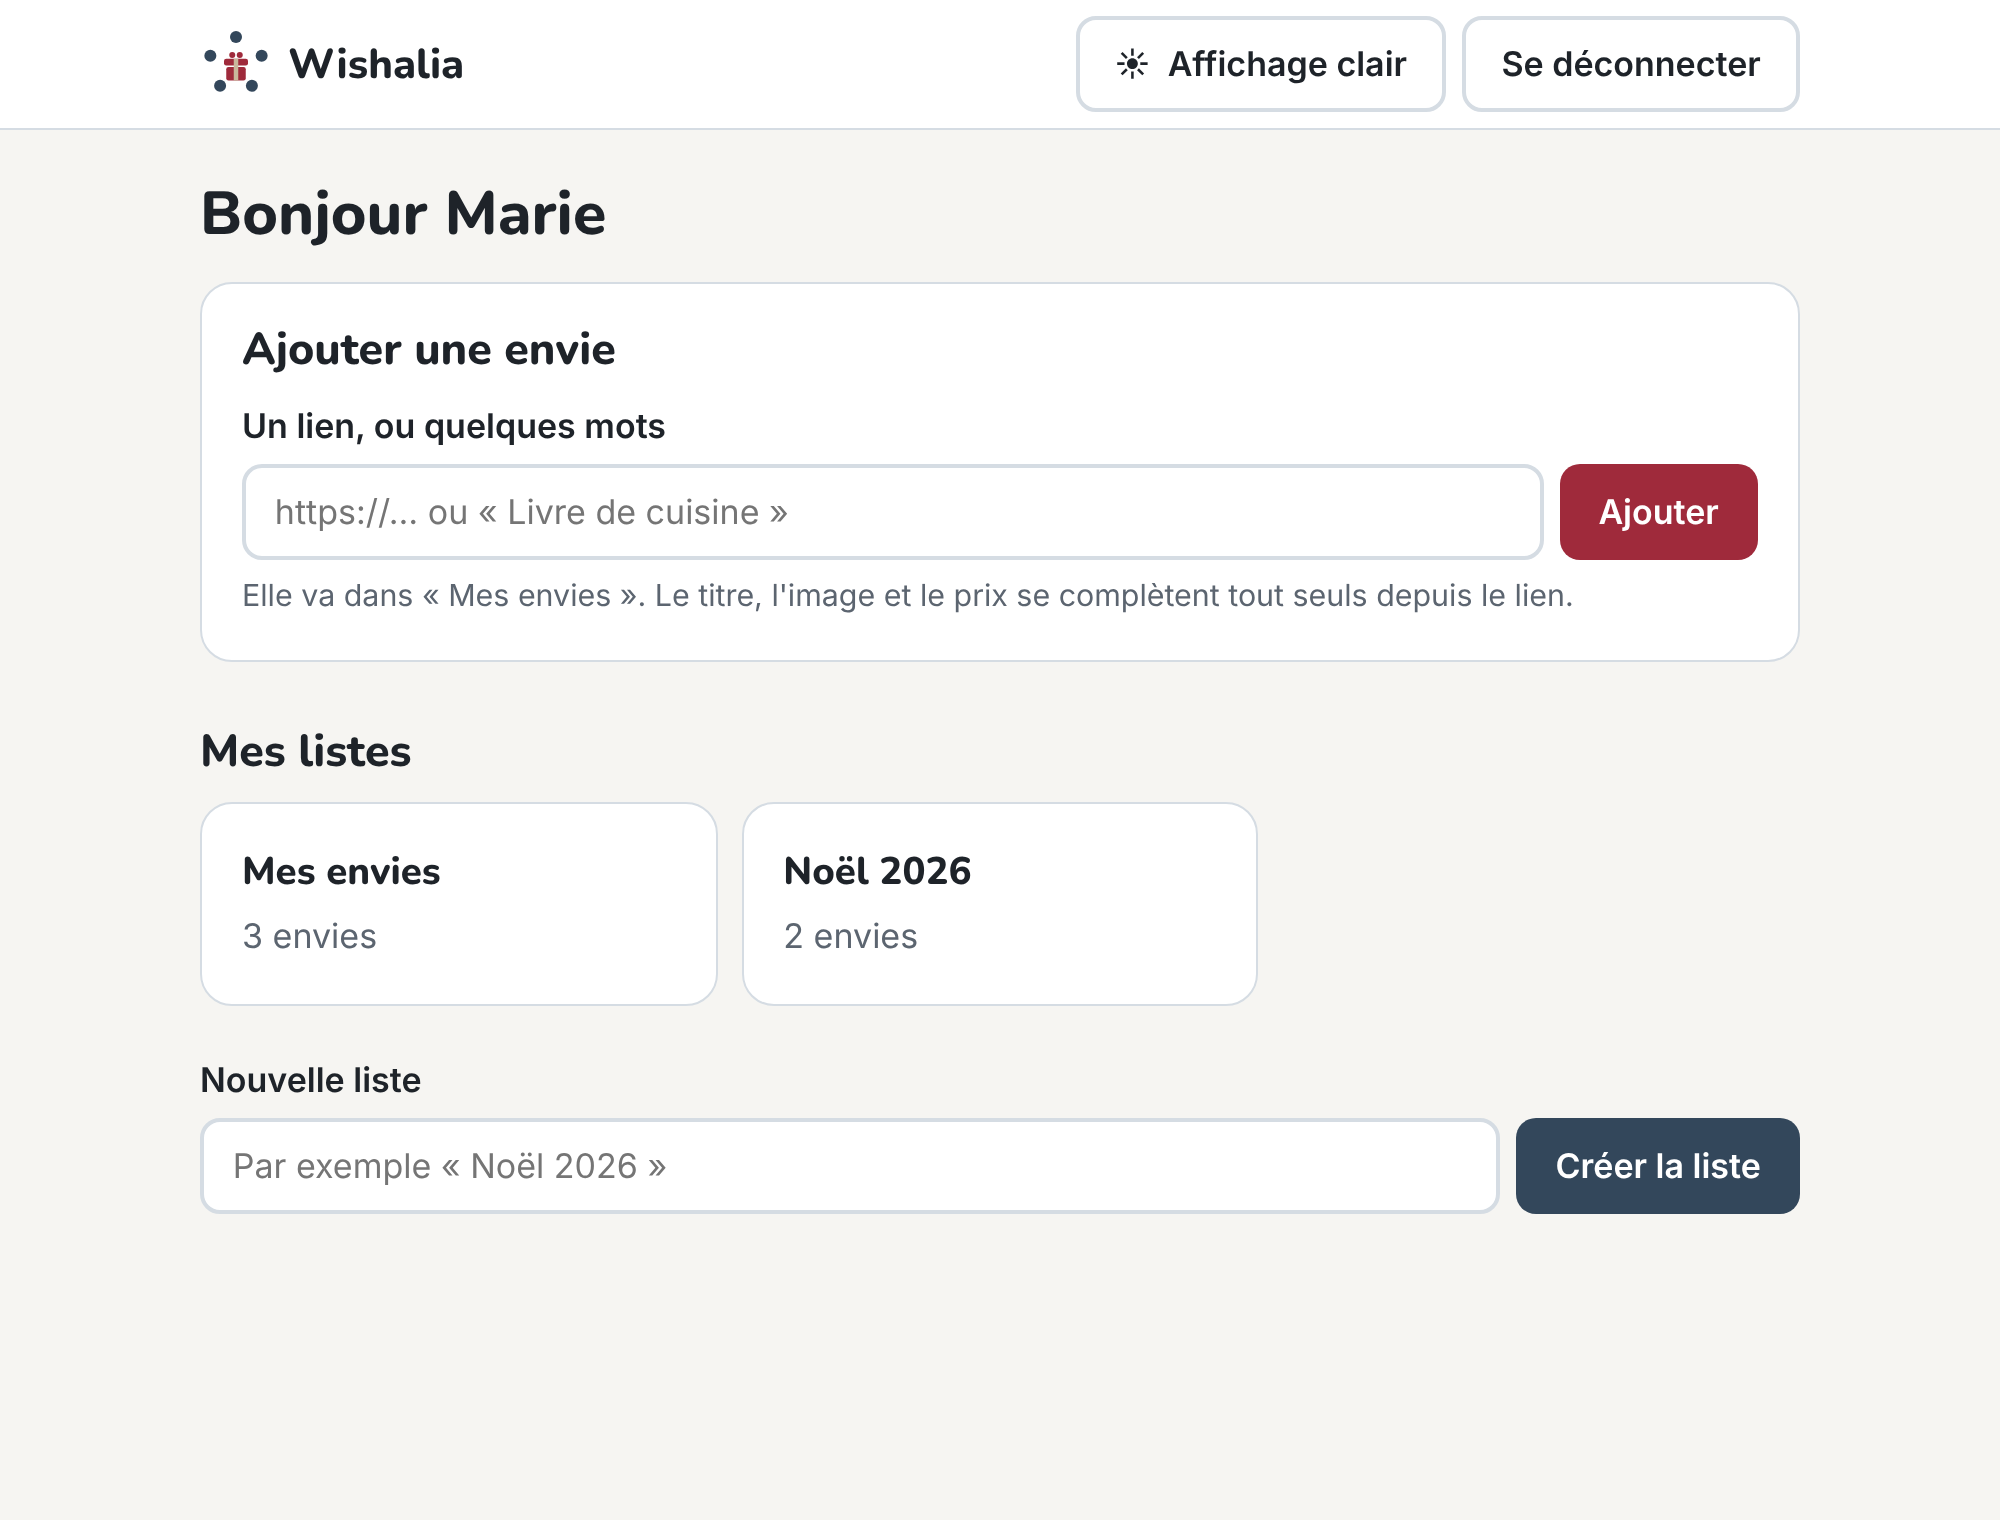 Wishalia
Affichage clair
Se déconnecter
Bonjour Marie
Ajouter une envie
Un lien, ou quelques mots
https://... ou « Livre de cuisine »
Ajouter
Elle va dans « Mes envies ». Le titre, l'image et le prix se complètent tout seuls depuis le lien.
Mes listes
Mes envies
3 envies
Noël 2026
2 envies
Nouvelle liste
Par exemple « Noël 2026 »
Créer la liste